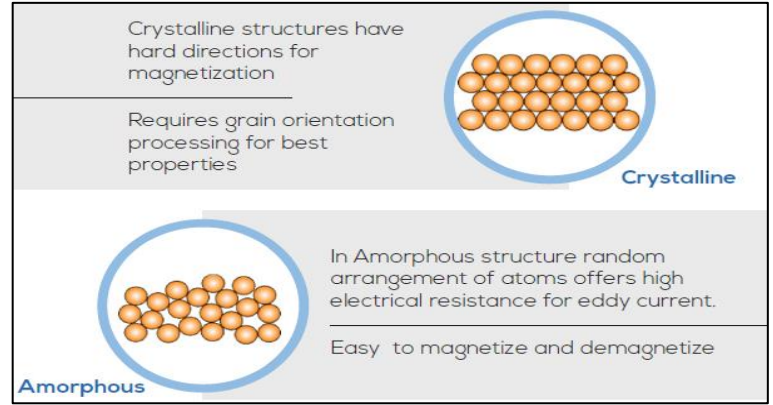 Crystalline structures have
hard directions for
magnetization
Requires grain orientation
processing for best
properties
Crystalline
In Amorphous structure random
arrangement of atoms offers high
electrical resistance for eddy current.
Easy to magnetize and demagnetize
Amorphous